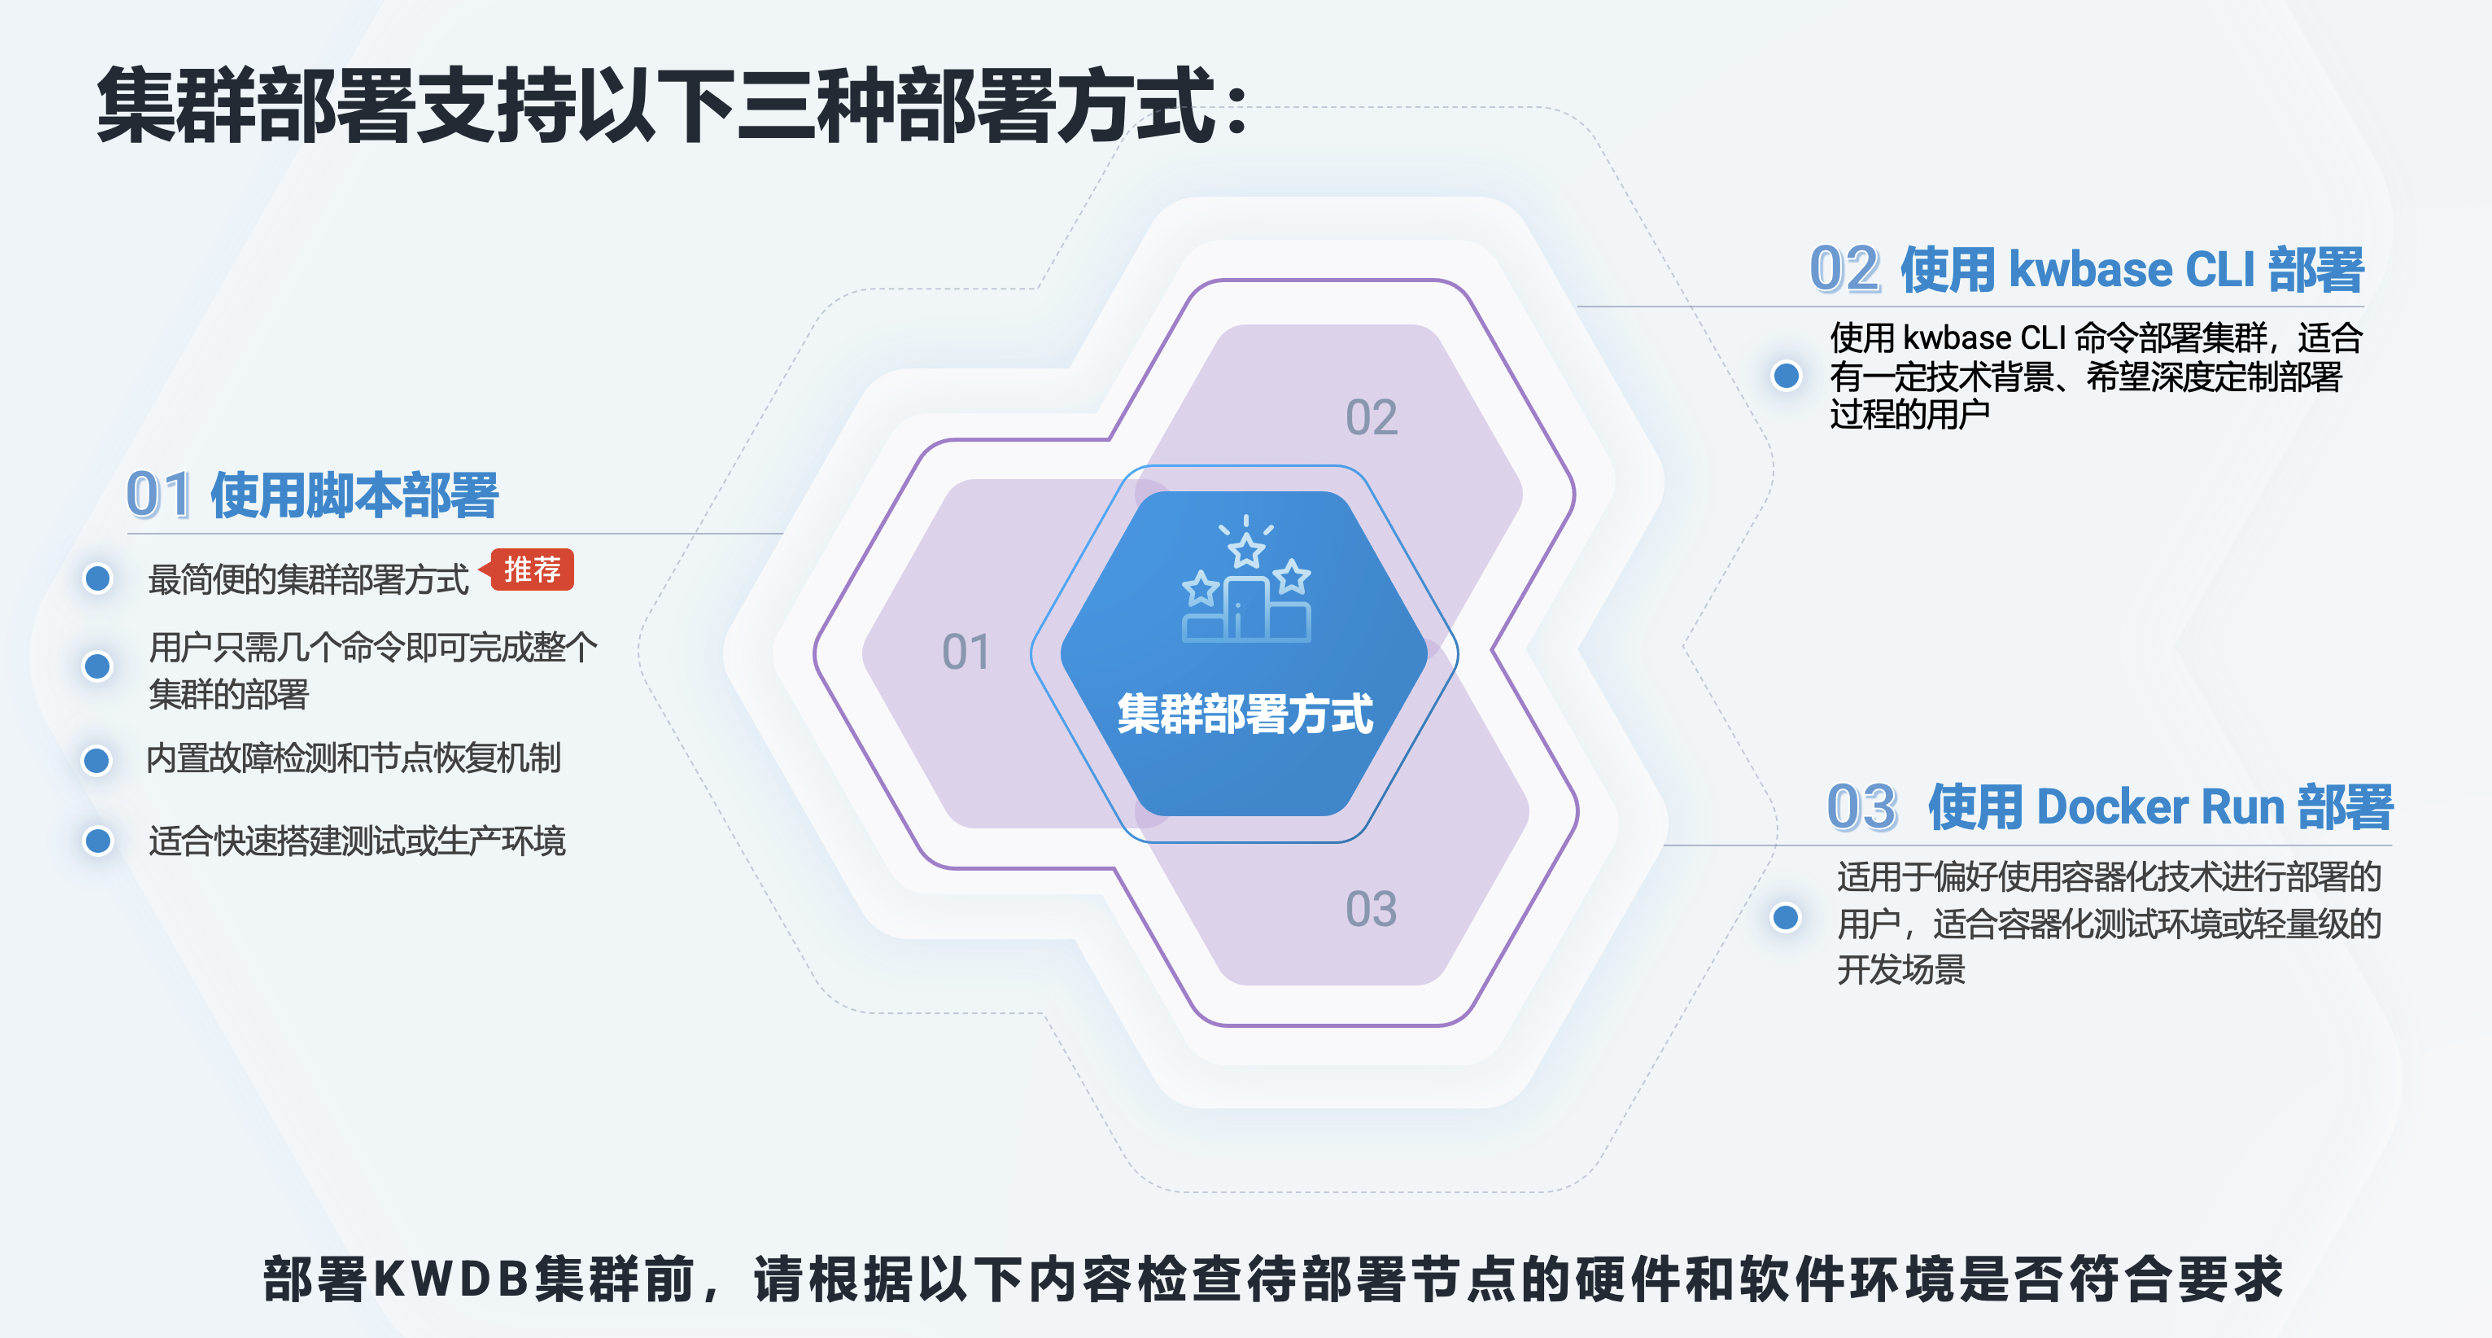 集群部署支持以下三种部署方式：
01 使用脚本部署
最简便的集群部署方式 推荐
用户只需几个命令即可完成整个
集群的部署
内置故障检测和节点恢复机制
适合快速搭建测试或生产环境
02
01
集群部署方式
03
02 使用 kwbase CLI 部署
使用 kwbase CLI 命令部署集群，适合
有一定技术背景、希望深度定制部署
过程的用户
03 使用 Docker Run 部署
适用于偏好使用容器化技术进行部署的
用户，适合容器化测试环境或轻量级的
开发场景
部署KWDB集群前，请根据以下内容检查待部署节点的硬件和软件环境是否符合要求